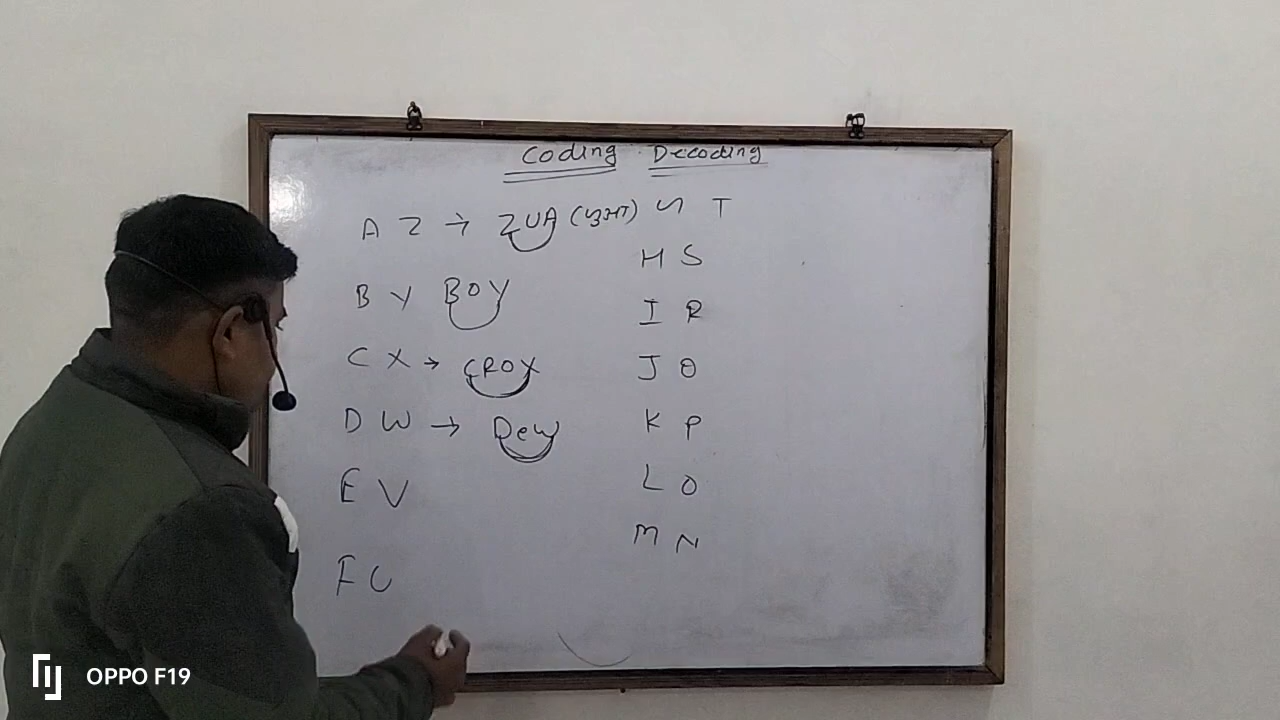 Coding Decoding
A Z → ZUA (जुआ)
B Y BOY
C X → CROX
D W → Dew
E V
F U
G T
H S
I R
J Q
K P
L O
M N
OPPO F19